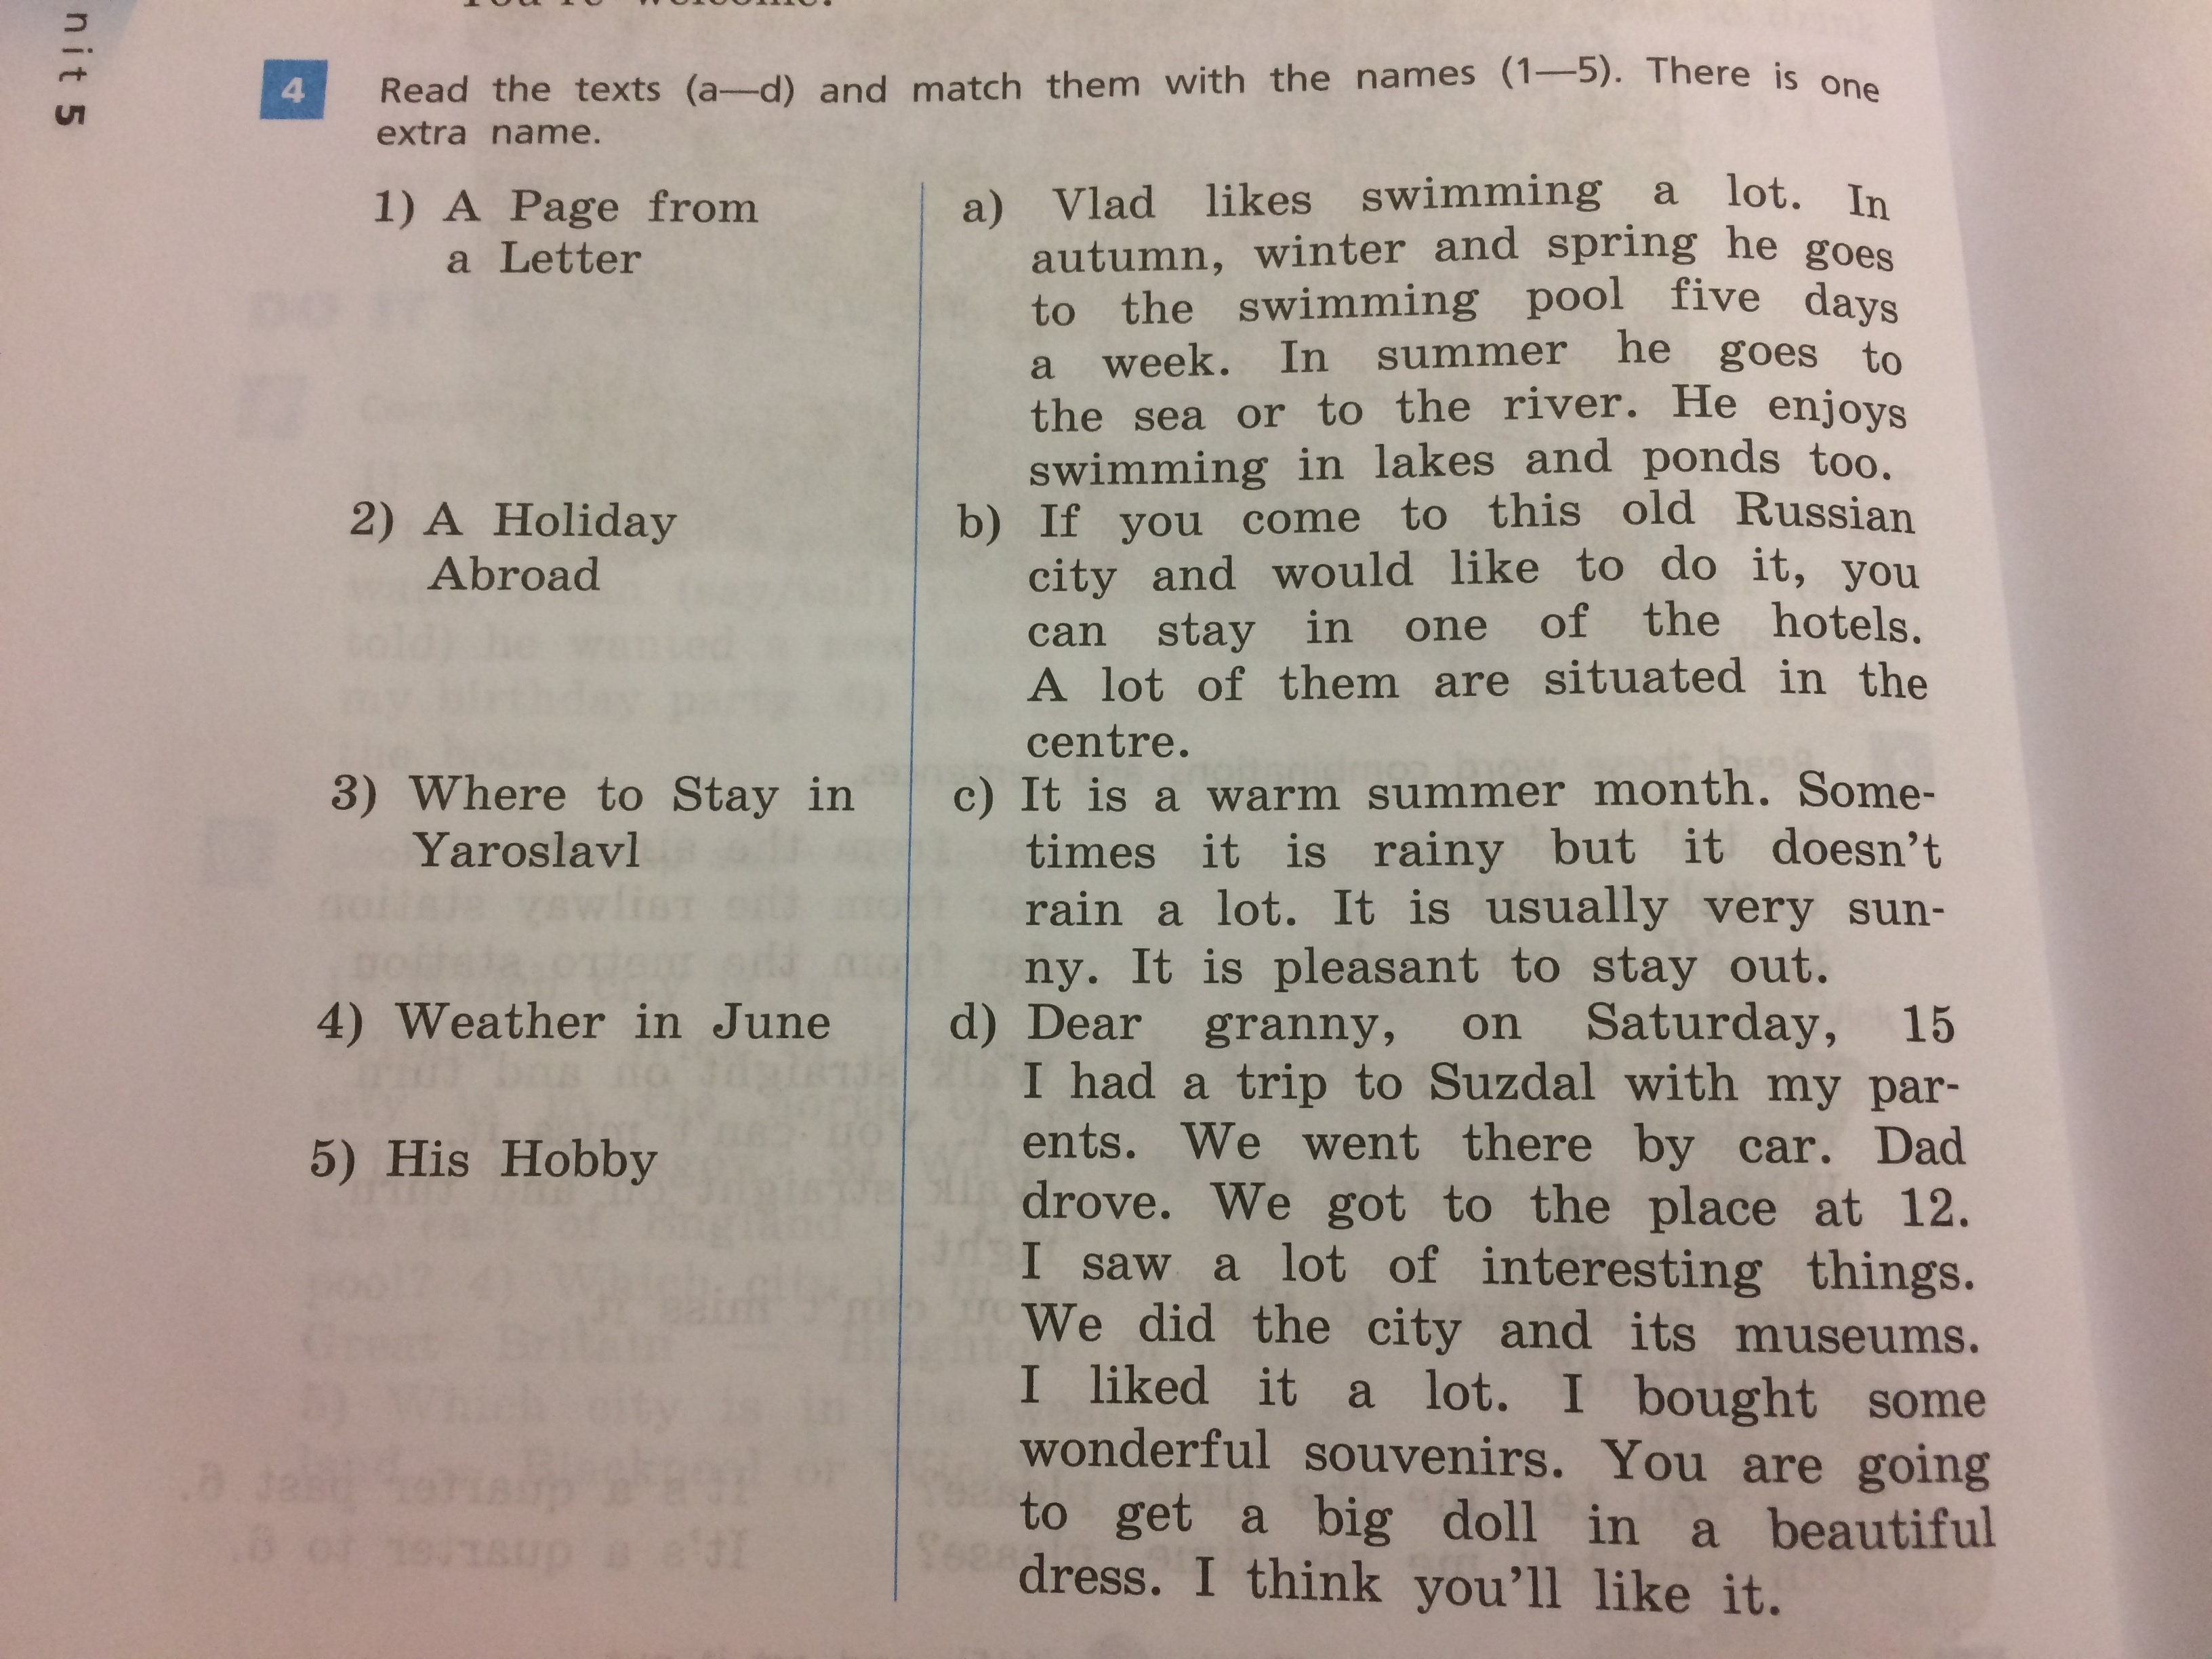 You're welcome.
nit 5
4 Read the texts (a—d) and match them with the names (1—5). There is one
extra name.
1) A Page from
a Letter
2) A Holiday
Abroad
3) Where to Stay in
Yaroslavl
4) Weather in June
5) His Hobby
a) Vlad likes swimming a lot. In
autumn, winter and spring he goes
to the swimming pool five days
a week. In summer he goes to
the sea or to the river. He enjoys
swimming in lakes and ponds too.
b) If you come to this old Russian
city and would like to do it, you
can stay in one of the hotels.
A lot of them are situated in the
centre.
c) It is a warm summer month. Some-
times it is rainy but it doesn't
rain a lot. It is usually very sun-
ny. It is pleasant to stay out.
d) Dear granny, on Saturday, 15
I had a trip to Suzdal with my par-
ents. We went there by car. Dad
drove. We got to the place at 12.
I saw a lot of interesting things.
We did the city and its museums.
I liked it a lot. I bought some
wonderful souvenirs. You are going
to get a big doll in a beautiful
dress. I think you'll like it.